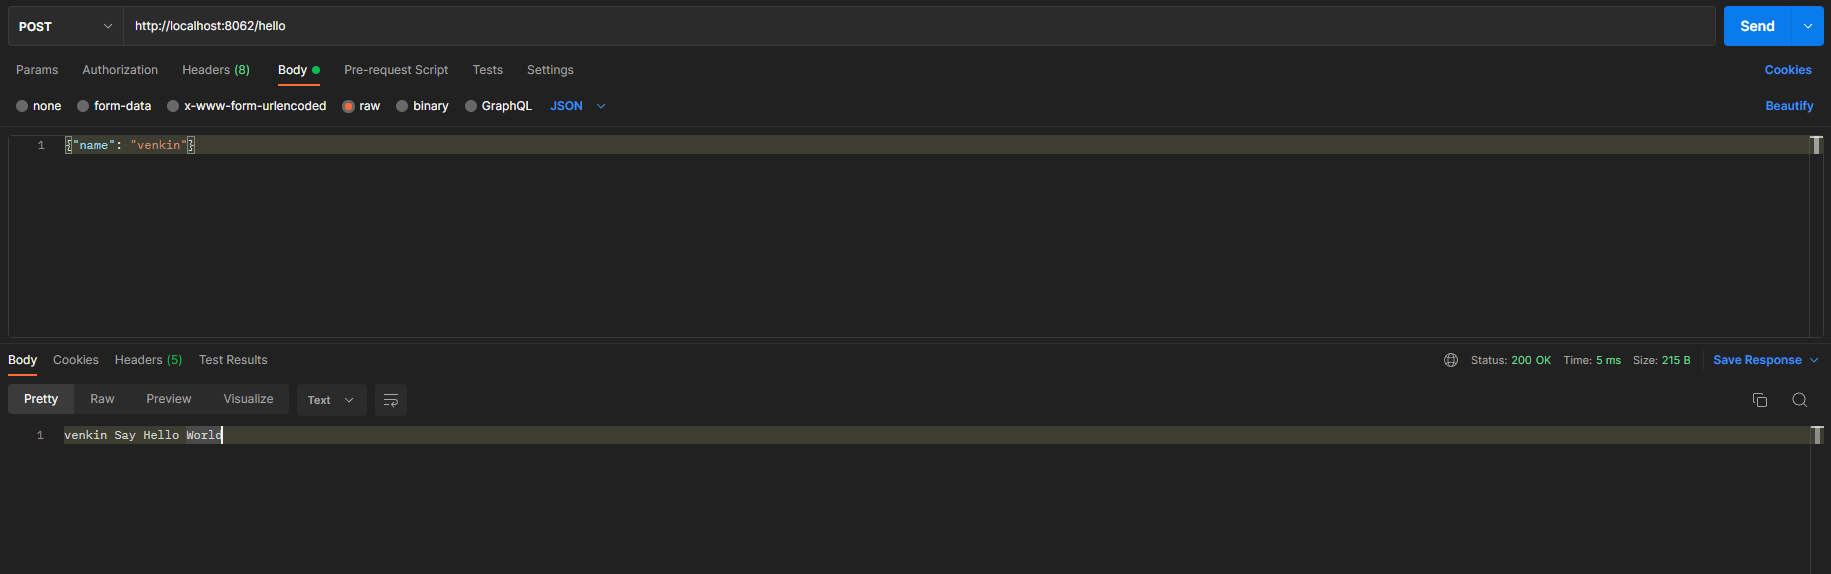 POST http://localhost:8062/hello Send
Params Authorization Headers (8) Body Pre-request Script Tests Settings Cookies
none form-data x-www-form-urlencoded raw binary GraphQL JSON Beautify
1 {"name": "venkin"}
Body Cookies Headers (5) Test Results Status: 200 OK Time: 5 ms Size: 215 B Save Response
Pretty Raw Preview Visualize Text
1 venkin Say Hello World